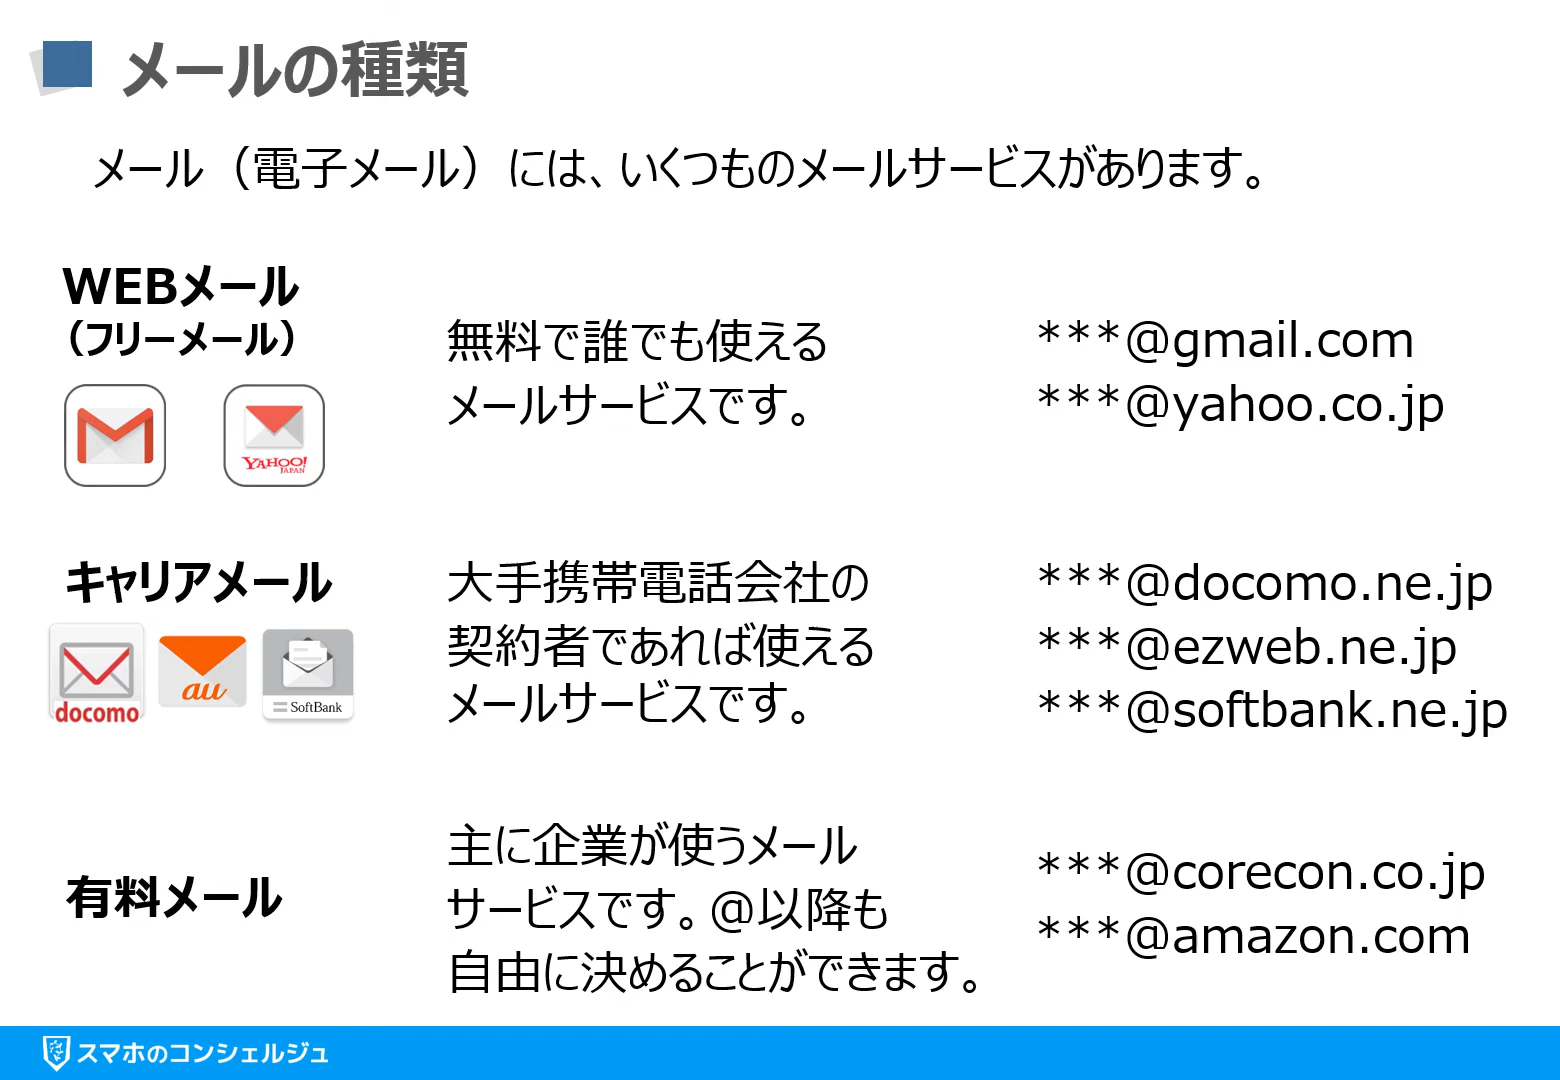 メールの種類
メール（電子メール）には、いくつものメールサービスがあります。
WEBメール
（フリーメール）
YAHOO!
JAPAN
無料で誰でも使える
メールサービスです。
***@gmail.com
***@yahoo.co.jp
キャリアメール
docomo
au
SoftBank
大手携帯電話会社の
契約者であれば使える
メールサービスです。
***@docomo.ne.jp
***@ezweb.ne.jp
***@softbank.ne.jp
有料メール
主に企業が使うメール
サービスです。@以降も
自由に決めることができます。
***@corecon.co.jp
***@amazon.com
スマホのコンシェルジュ